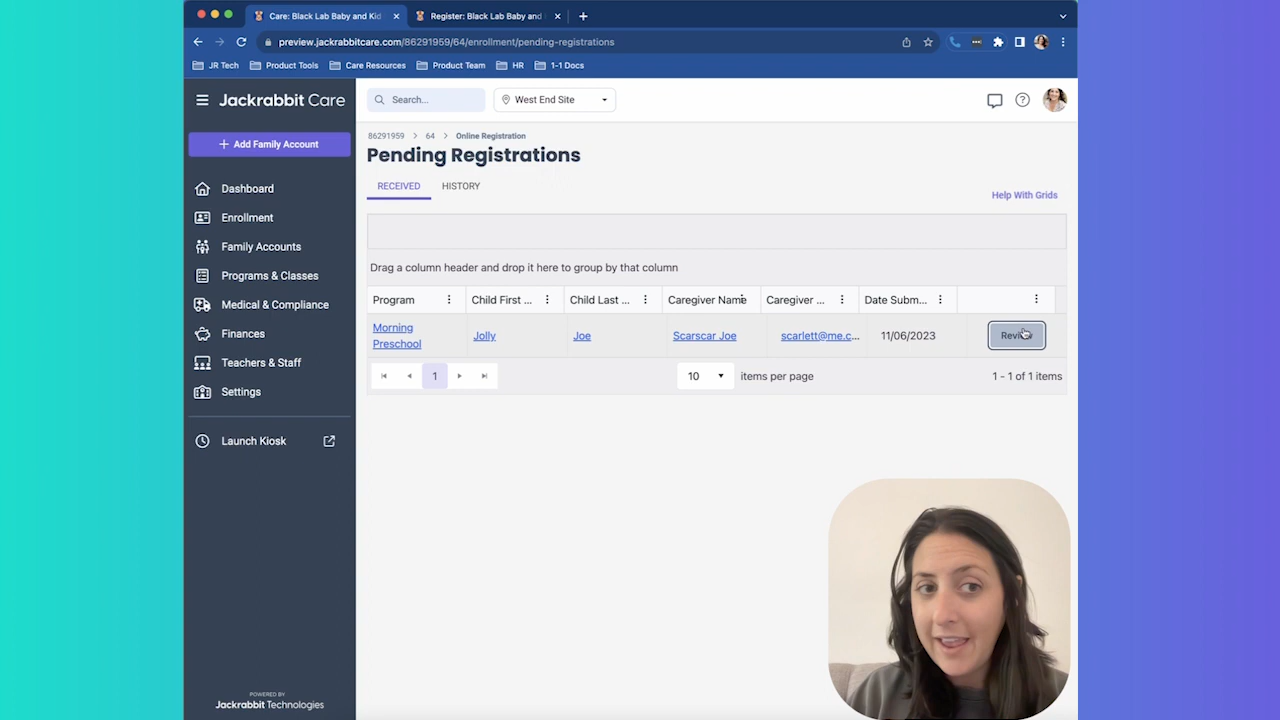 Care: Black Lab Baby and Kid
Register: Black Lab Baby and
preview.jackrabbitcare.com/86291959/64/enrollment/pending-registrations
JR Tech
Product Tools
Care Resources
Product Team
HR
1-1 Docs
Jackrabbit Care
Search...
West End Site
+ Add Family Account
86291959 > 64 > Online Registration
Pending Registrations
RECEIVED
HISTORY
Help With Grids
Dashboard
Enrollment
Family Accounts
Programs & Classes
Medical & Compliance
Finances
Teachers & Staff
Settings
Launch Kiosk
Drag a column header and drop it here to group by that column
Program
Child First ...
Child Last ...
Caregiver Name
Caregiver ...
Date Subm...
Morning
Preschool
Jolly
Joe
Scarscar Joe
scarlett@me.c...
11/06/2023
1
10
items per page
1 - 1 of 1 items
POWERED BY
Jackrabbit Technologies